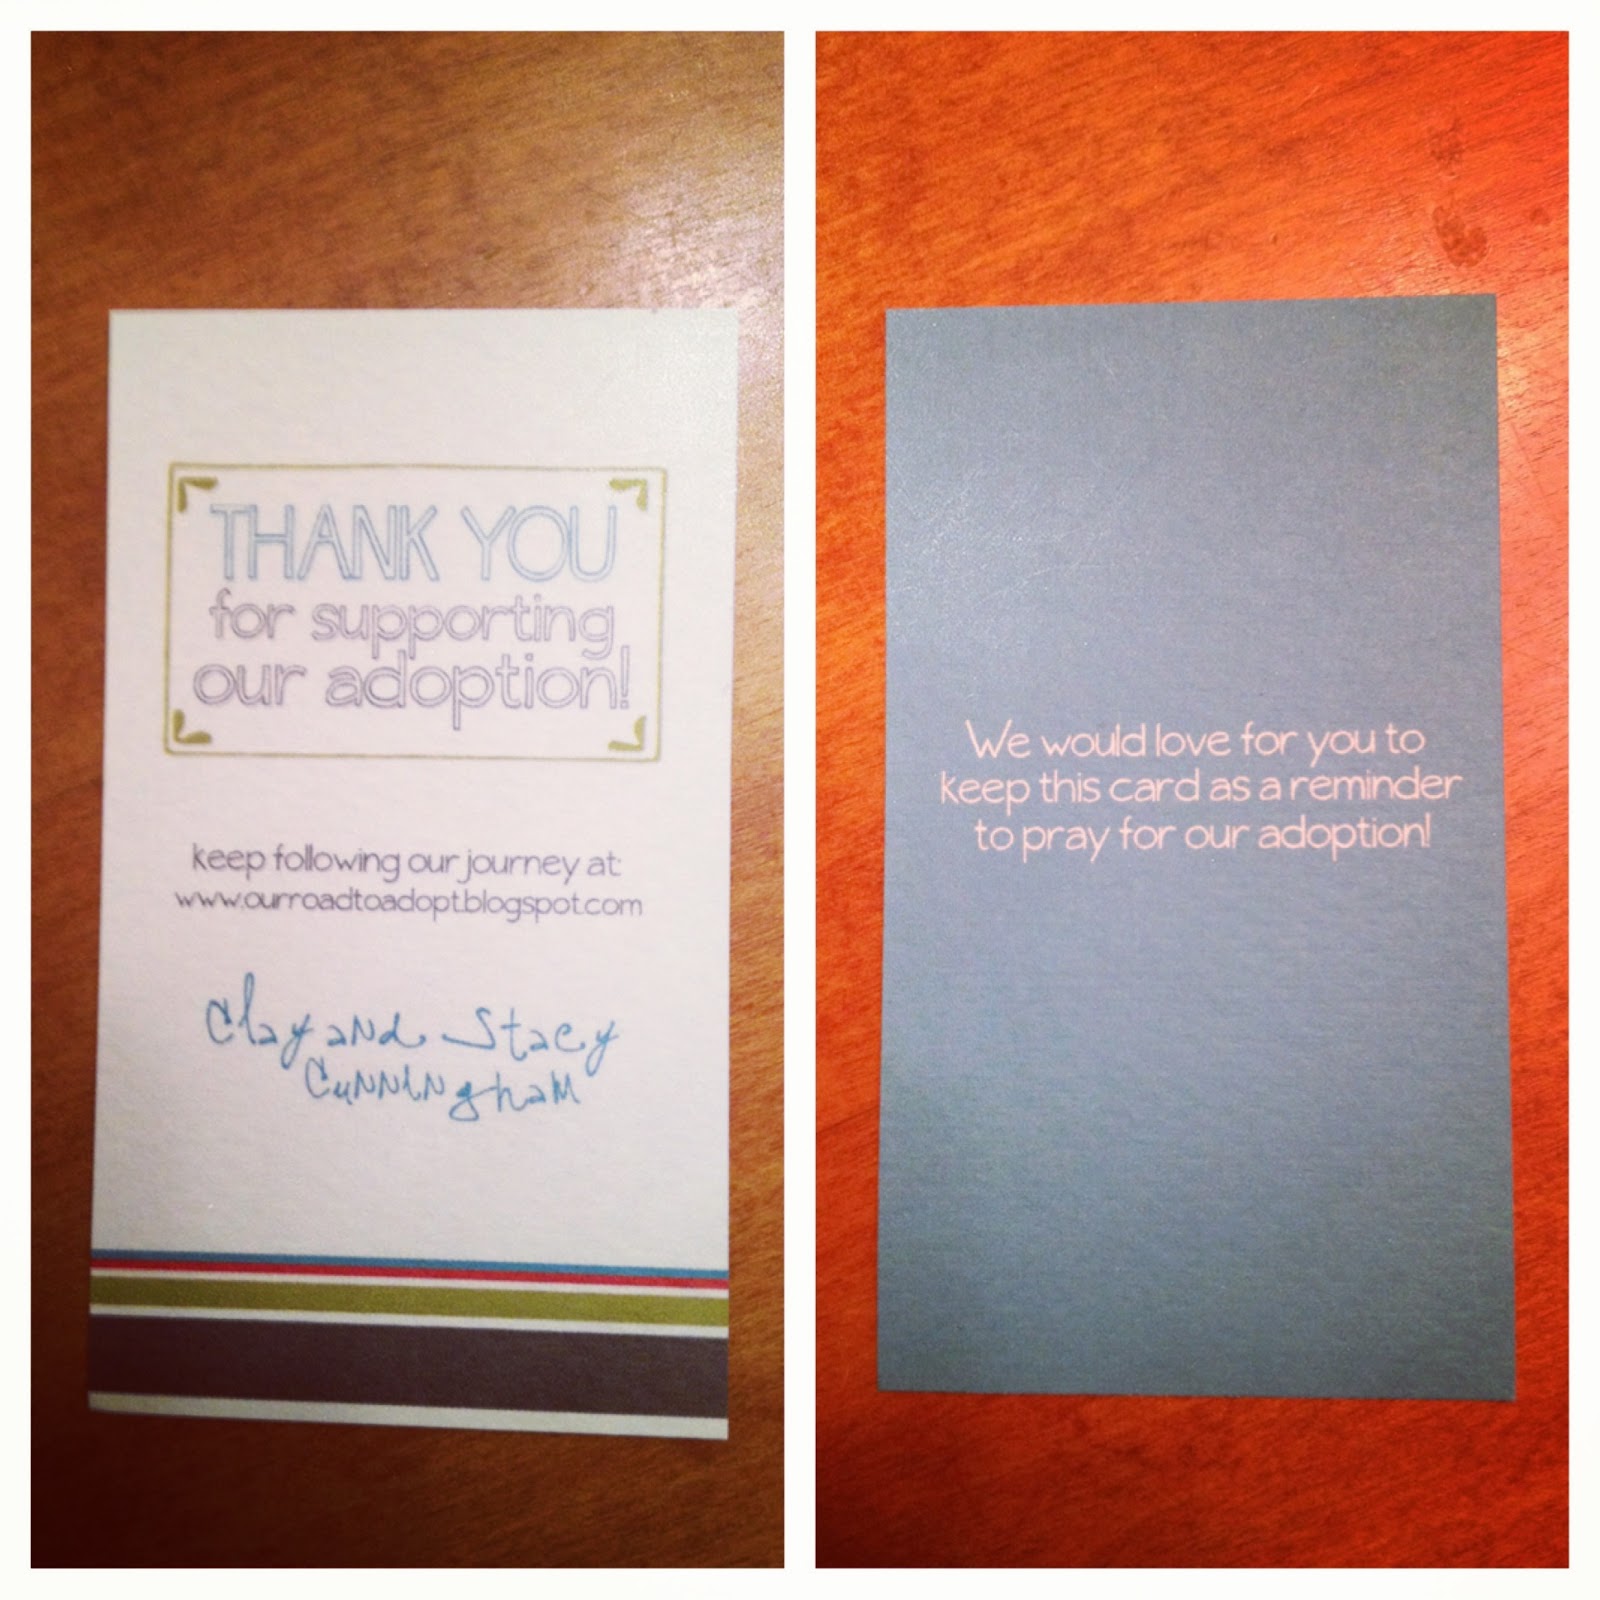 THANK YOU
for supporting
our adoption!
keep following our journey at:
www.ourroadtoadopt.blogspot.com
Clay and Stacy
Cunningham
We would love for you to
keep this card as a reminder
to pray for our adoption!